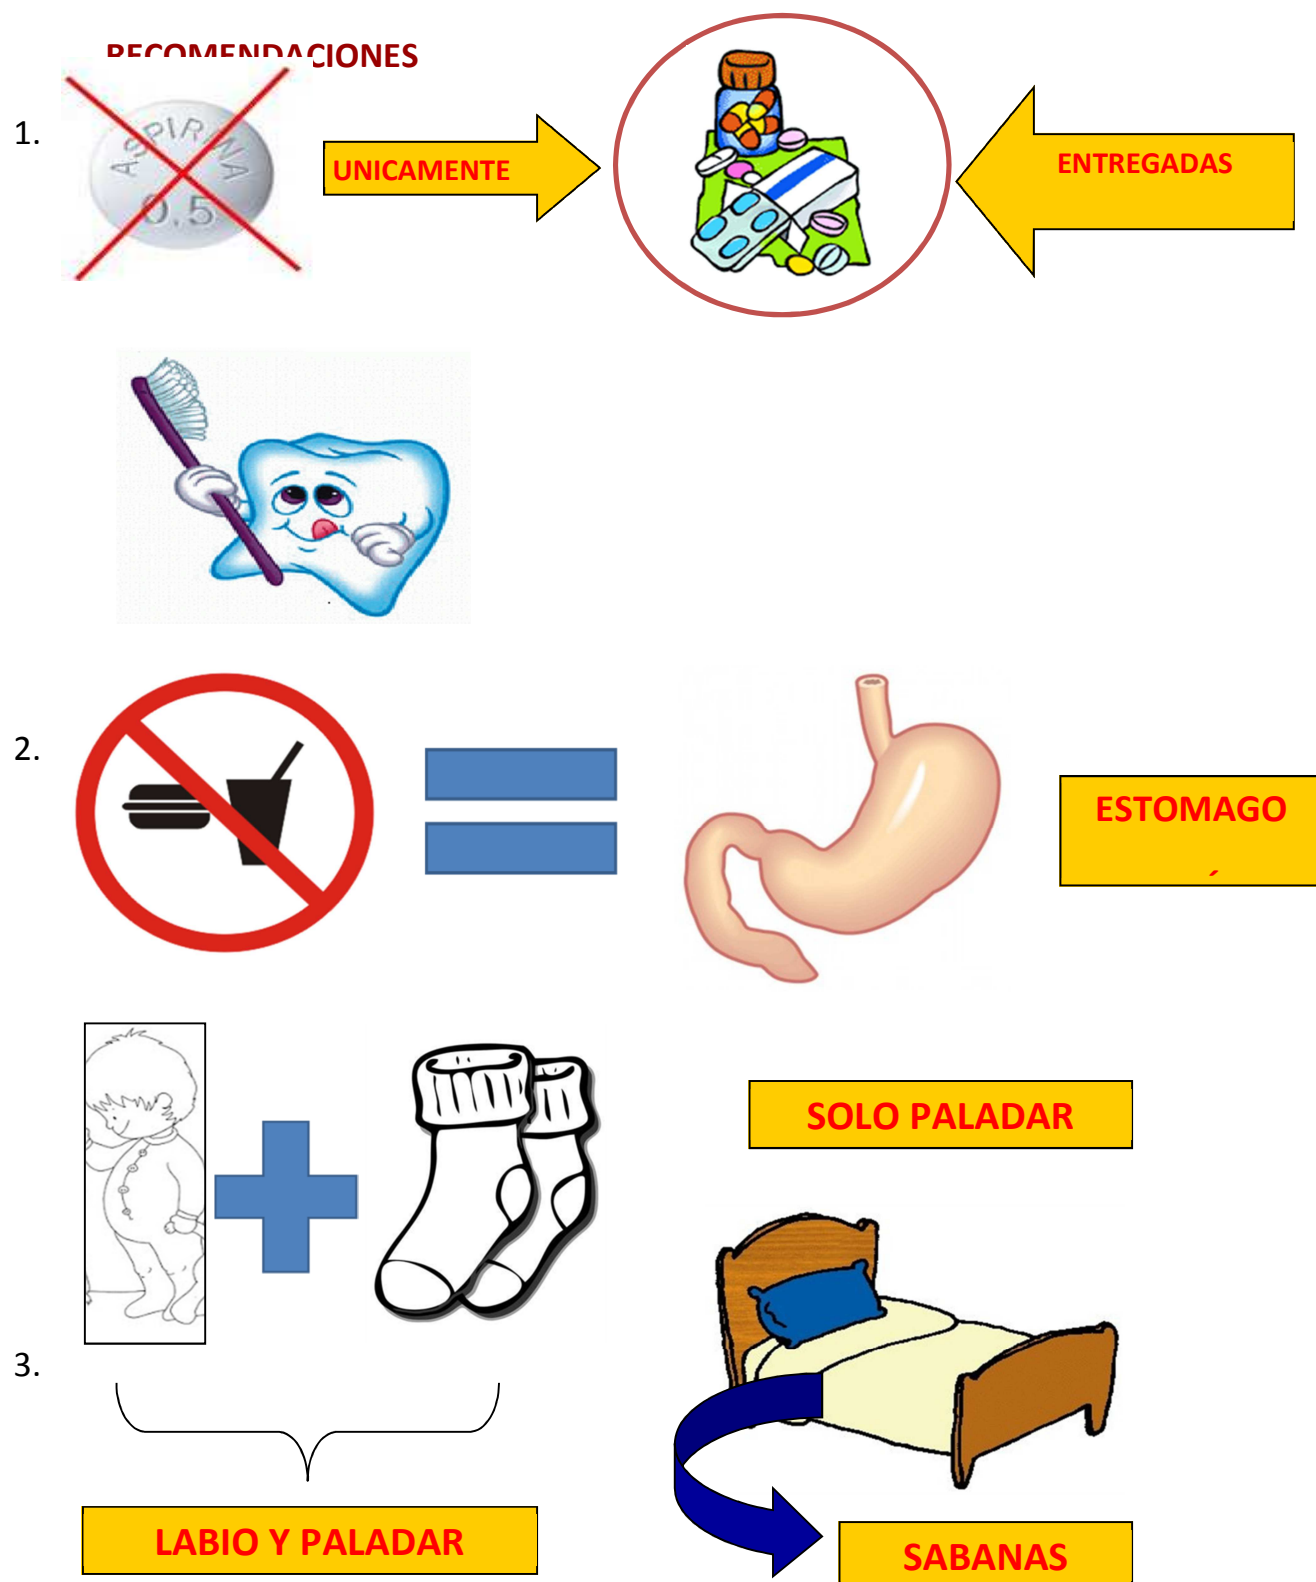 RECOMENDACIONES
1.
ASPIRINA
0.5
UNICAMENTE
ENTREGADAS
2.
ESTOMAGO
SOLO PALADAR
3.
LABIO Y PALADAR
SABANAS